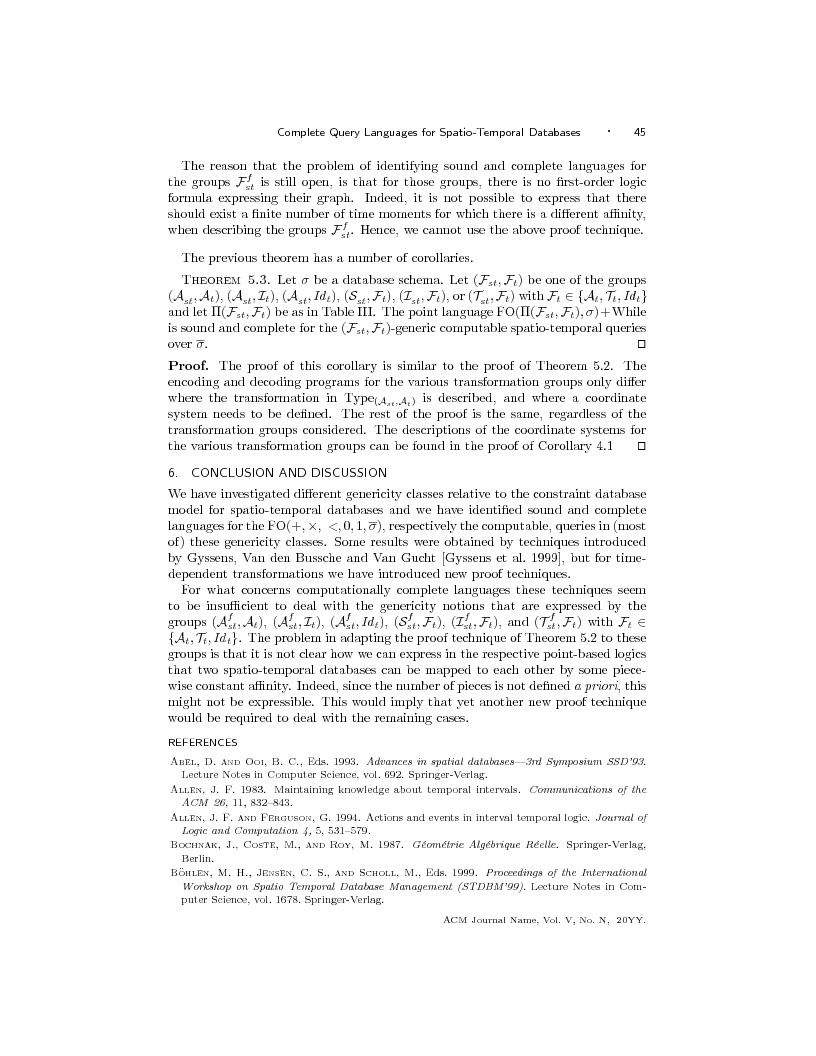 Complete Query Languages for Spatio-Temporal Databases · 45
The reason that the problem of identifying sound and complete languages for
the groups $\mathcal{F}_{st}^{f}$ is still open, is that for those groups, there is no first-order logic
formula expressing their graph. Indeed, it is not possible to express that there
should exist a finite number of time moments for which there is a different affinity,
when describing the groups $\mathcal{F}_{st}^{f}$. Hence, we cannot use the above proof technique.
The previous theorem has a number of corollaries.
THEOREM 5.3. Let σ be a database schema. Let $(\mathcal{F}_{st}, \mathcal{F}_t)$ be one of the groups
$(\mathcal{A}_{st}, \mathcal{A}_t)$, $(\mathcal{A}_{st}, \mathcal{I}_t)$, $(\mathcal{A}_{st}, Id_t)$, $(\mathcal{S}_{st}, \mathcal{F}_t)$, $(\mathcal{I}_{st}, \mathcal{F}_t)$, or $(\mathcal{T}_{st}, \mathcal{F}_t)$ with $\mathcal{F}_t \in \{\mathcal{A}_t, \mathcal{T}_t, Id_t\}$
and let $\Pi(\mathcal{F}_{st}, \mathcal{F}_t)$ be as in Table III. The point language FO$(\Pi(\mathcal{F}_{st}, \mathcal{F}_t), \sigma)$+While
is sound and complete for the $(\mathcal{F}_{st}, \mathcal{F}_t)$-generic computable spatio-temporal queries
over $\overline{\sigma}$. □
Proof. The proof of this corollary is similar to the proof of Theorem 5.2. The
encoding and decoding programs for the various transformation groups only differ
where the transformation in Type$_{(\mathcal{A}_{st}, \mathcal{A}_t)}$ is described, and where a coordinate
system needs to be defined. The rest of the proof is the same, regardless of the
transformation groups considered. The descriptions of the coordinate systems for
the various transformation groups can be found in the proof of Corollary 4.1 □
6. CONCLUSION AND DISCUSSION
We have investigated different genericity classes relative to the constraint database
model for spatio-temporal databases and we have identified sound and complete
languages for the FO$(+, \times, <, 0, 1, \overline{\sigma})$, respectively the computable, queries in (most
of) these genericity classes. Some results were obtained by techniques introduced
by Gyssens, Van den Bussche and Van Gucht [Gyssens et al. 1999], but for time-
dependent transformations we have introduced new proof techniques.
For what concerns computationally complete languages these techniques seem
to be insufficient to deal with the genericity notions that are expressed by the
groups $(\mathcal{A}_{st}^{f}, \mathcal{A}_t)$, $(\mathcal{A}_{st}^{f}, \mathcal{I}_t)$, $(\mathcal{A}_{st}^{f}, Id_t)$, $(\mathcal{S}_{st}^{f}, \mathcal{F}_t)$, $(\mathcal{I}_{st}^{f}, \mathcal{F}_t)$, and $(\mathcal{T}_{st}^{f}, \mathcal{F}_t)$ with $\mathcal{F}_t \in$
$\{\mathcal{A}_t, \mathcal{T}_t, Id_t\}$. The problem in adapting the proof technique of Theorem 5.2 to these
groups is that it is not clear how we can express in the respective point-based logics
that two spatio-temporal databases can be mapped to each other by some piece-
wise constant affinity. Indeed, since the number of pieces is not defined a priori, this
might not be expressible. This would imply that yet another new proof technique
would be required to deal with the remaining cases.
REFERENCES
ABEL, D. AND OOI, B. C., Eds. 1993. Advances in spatial databases—3rd Symposium SSD'93.
Lecture Notes in Computer Science, vol. 692. Springer-Verlag.
ALLEN, J. F. 1983. Maintaining knowledge about temporal intervals. Communications of the
ACM 26, 11, 832–843.
ALLEN, J. F. AND FERGUSON, G. 1994. Actions and events in interval temporal logic. Journal of
Logic and Computation 4, 5, 531–579.
BOCHNAK, J., COSTE, M., AND ROY, M. 1987. Géométrie Algébrique Réelle. Springer-Verlag,
Berlin.
BÖHLEN, M. H., JENSEN, C. S., AND SCHOLL, M., Eds. 1999. Proceedings of the International
Workshop on Spatio Temporal Database Management (STDBM'99). Lecture Notes in Com-
puter Science, vol. 1678. Springer-Verlag.
ACM Journal Name, Vol. V, No. N, 20YY.